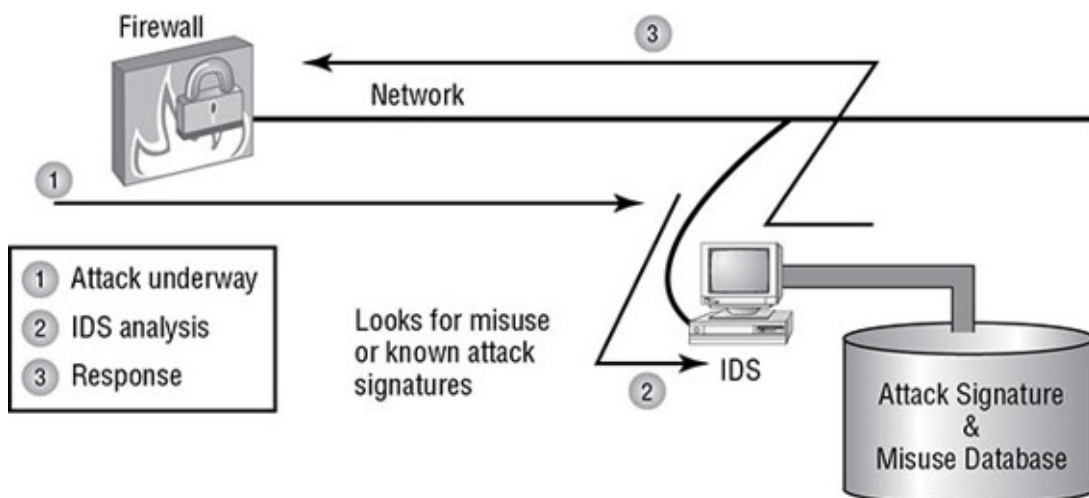 Firewall
3
Network
1
1 Attack underway
2 IDS analysis
3 Response
Looks for misuse
or known attack
signatures
2
IDS
Attack Signature
&
Misuse Database